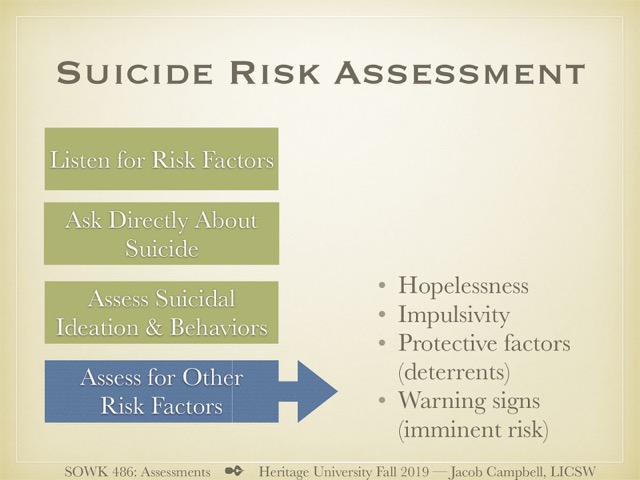 Suicide Risk Assessment
Listen for Risk Factors
Ask Directly About
Suicide
Assess Suicidal
Ideation & Behaviors
Assess for Other
Risk Factors
• Hopelessness
• Impulsivity
• Protective factors
(deterrents)
• Warning signs
(imminent risk)
SOWK 486: Assessments Heritage University Fall 2019 — Jacob Campbell, LICSW